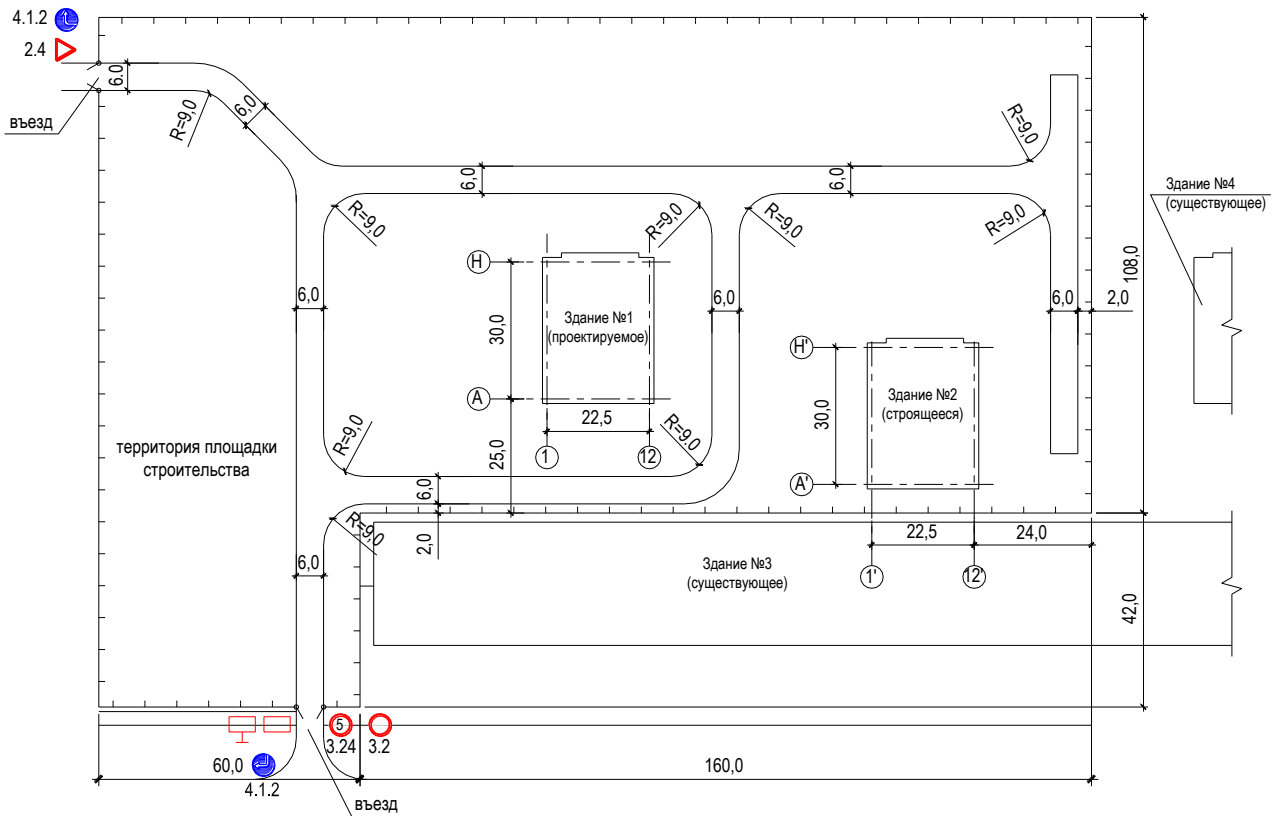 4.1.2
2.4
въезд
6.0
R=9,0
6,0
6,0
6,0
R=9,0
Здание №4
(существующее)
R=9,0
R=9,0
R=9,0
R=9,0
108,0
Н
30,0
А
25,0
Здание №1
(проектируемое)
22,5
1
12
6,0
6,0
6,0
2,0
Н'
30,0
А'
Здание №2
(строящееся)
R=9,0
R=9,0
территория площадки
строительства
6,0
2,0
R=9,0
6,0
22,5
24,0
1'
12'
Здание №3
(существующее)
42,0
5
3.24
3.2
60,0
4.1.2
160,0
въезд